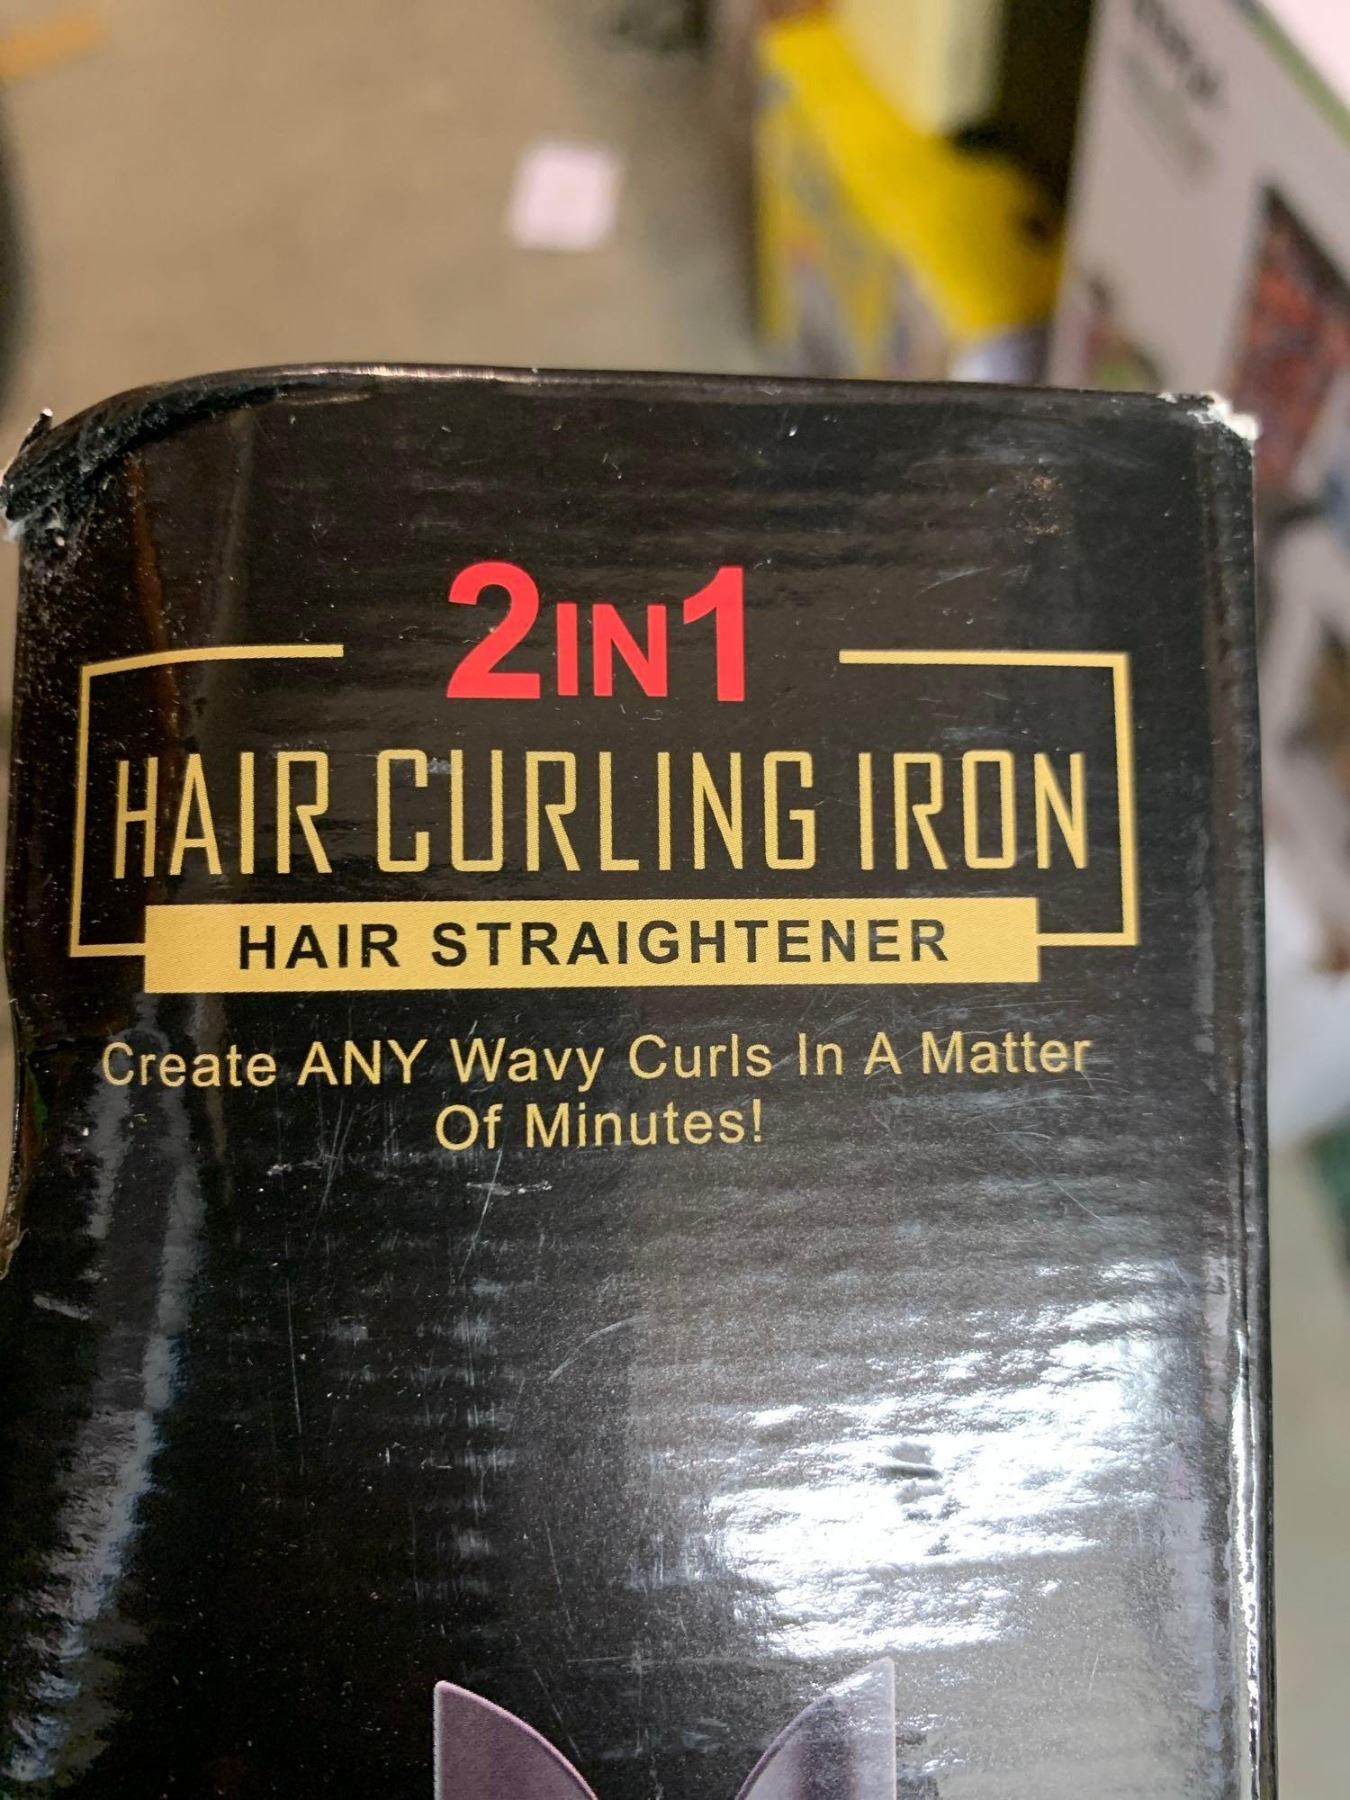 2IN1
HAIR CURLING IRON
HAIR STRAIGHTENER
Create ANY Wavy Curls In A Matter
Of Minutes!